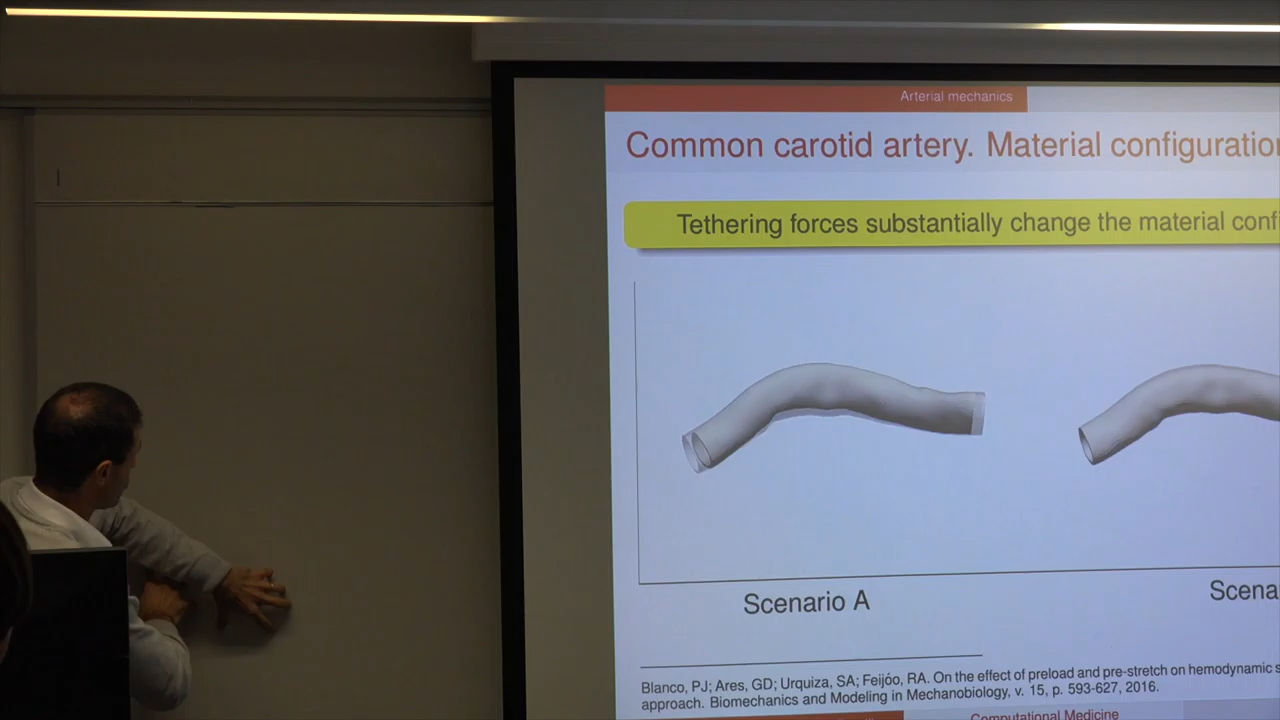 Arterial mechanics
Common carotid artery. Material configuratio
Tethering forces substantially change the material conf
Scenario A
Scena
Blanco, PJ; Ares, GD; Urquiza, SA; Feijóo, RA. On the effect of preload and pre-stretch on hemodynamic s
approach. Biomechanics and Modeling in Mechanobiology, v. 15, p. 593-627, 2016.
Computational Medicine